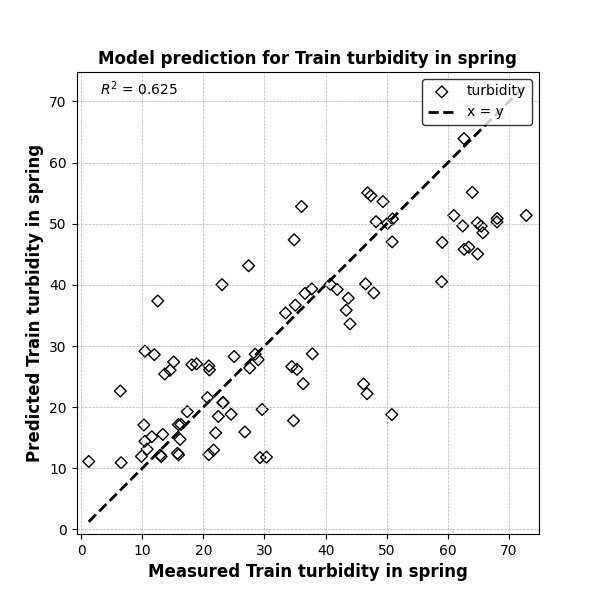 Model prediction for Train turbidity in spring
R² = 0.625
turbidity
x = y
70
60
50
40
30
20
10
0
Predicted Train turbidity in spring
0 10 20 30 40 50 60 70
Measured Train turbidity in spring